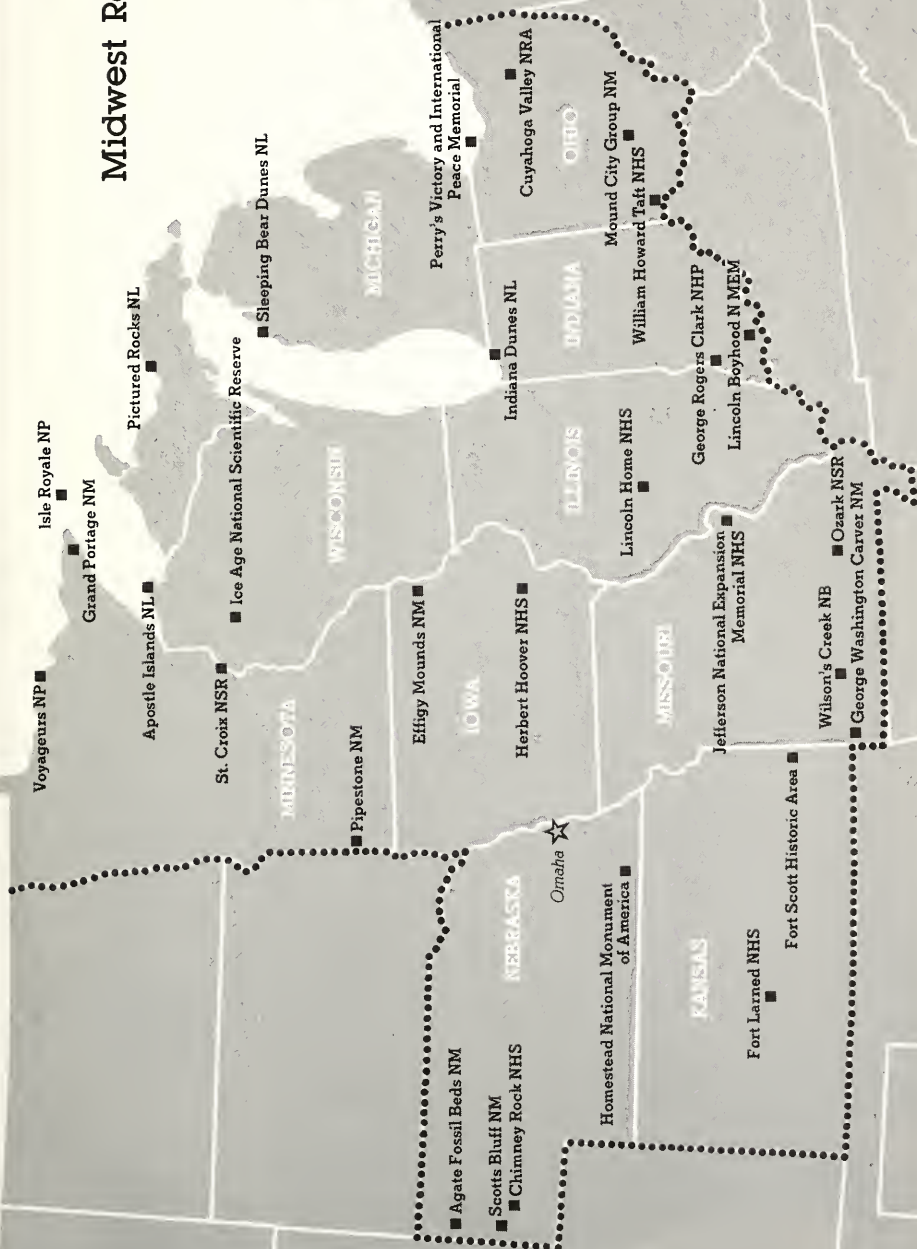 Midwest R
Isle Royale NP
Grand Portage NM
Voyageurs NP
Pictured Rocks NL
Apostle Islands NL
Sleeping Bear Dunes NL
Ice Age National Scientific Reserve
St. Croix NSR
MINNESOTA
WISCONSIN
MICHIGAN
Pipestone NM
Effigy Mounds NM
Perry's Victory and International
Peace Memorial
Cuyahoga Valley NRA
OHIO
Indiana Dunes NL
IOWA
Herbert Hoover NHS
Agate Fossil Beds NM
Scotts Bluff NM
Chimney Rock NHS
NEBRASKA
Omaha
ILLINOIS
INDIANA
Mound City Group NM
William Howard Taft NHS
Lincoln Home NHS
Homestead National Monument
of America
MISSOURI
George Rogers Clark NHP
Lincoln Boyhood N MEM
Jefferson National Expansion
Memorial NHS
KANSAS
Fort Larned NHS
Fort Scott Historic Area
Wilson's Creek NB
Ozark NSR
George Washington Carver NM